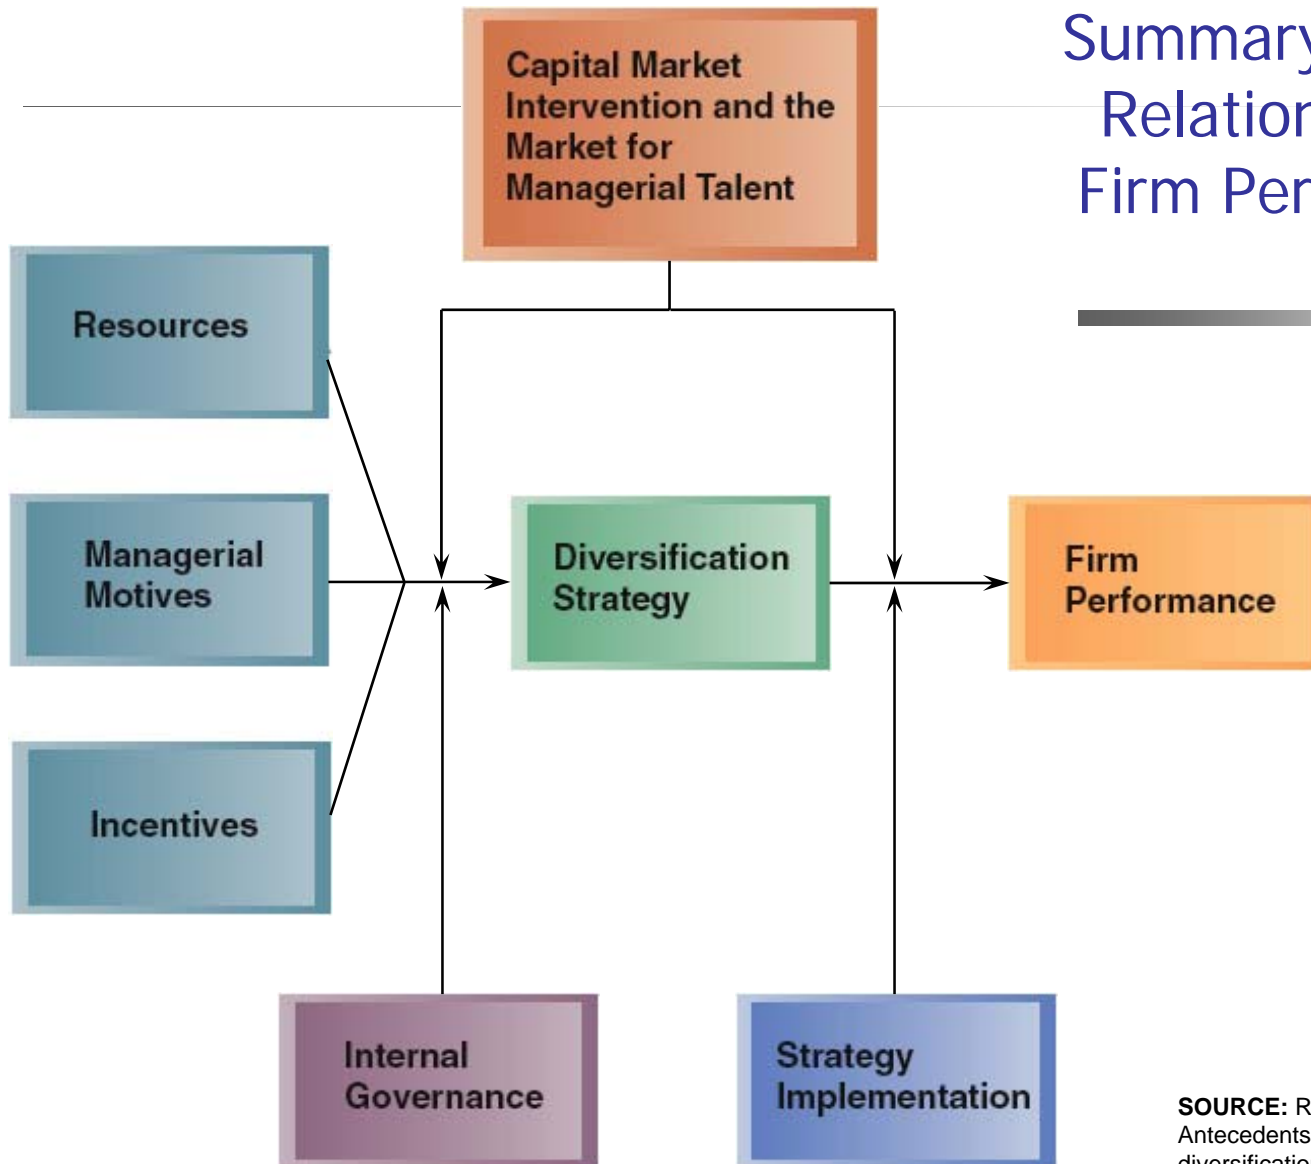 Summary
Relation
Firm Per
Capital Market
Intervention and the
Market for
Managerial Talent
Resources
Managerial
Motives
Diversification
Strategy
Firm
Performance
Incentives
Internal
Governance
Strategy
Implementation
SOURCE: R
Antecedents
diversificatio